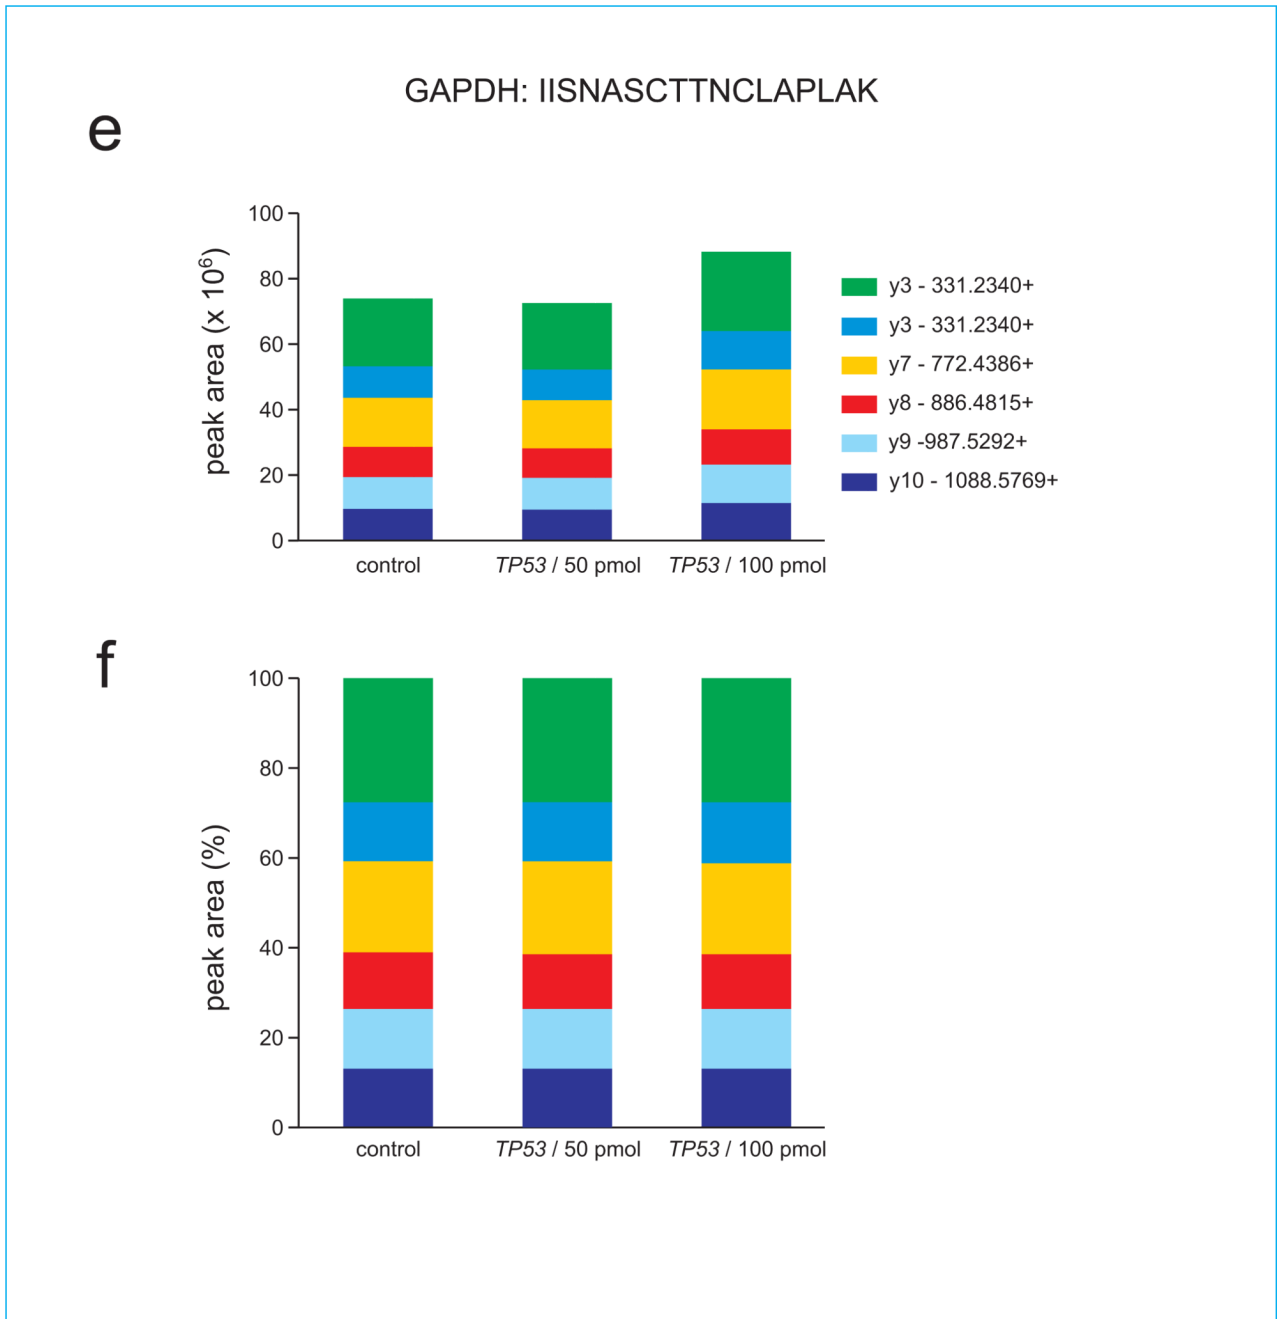 GAPDH: IISNASCTTNCLAPLAK
e
peak area (x 10⁶)
100
80
60
40
20
0
control
TP53 / 50 pmol
TP53 / 100 pmol
y3 - 331.2340+
y3 - 331.2340+
y7 - 772.4386+
y8 - 886.4815+
y9 -987.5292+
y10 - 1088.5769+
f
peak area (%)
100
80
60
40
20
0
control
TP53 / 50 pmol
TP53 / 100 pmol